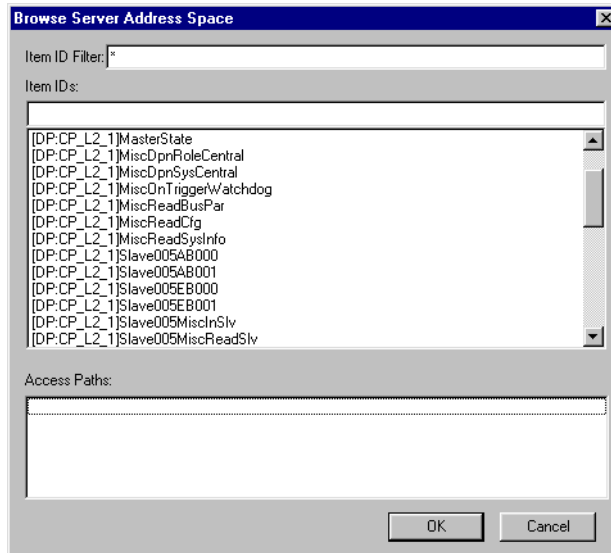 Browse Server Address Space
Item ID Filter: *
Item IDs:
[DP:CP_L2_1]MasterState
[DP:CP_L2_1]MiscDpnRoleCentral
[DP:CP_L2_1]MiscDpnSysCentral
[DP:CP_L2_1]MiscOnTriggerWatchdog
[DP:CP_L2_1]MiscReadBusPar
[DP:CP_L2_1]MiscReadCfg
[DP:CP_L2_1]MiscReadSysInfo
[DP:CP_L2_1]Slave005AB000
[DP:CP_L2_1]Slave005AB001
[DP:CP_L2_1]Slave005EB000
[DP:CP_L2_1]Slave005EB001
[DP:CP_L2_1]Slave005MiscInSlv
[DP:CP_L2_1]Slave005MiscReadSlv
Access Paths:
OK Cancel